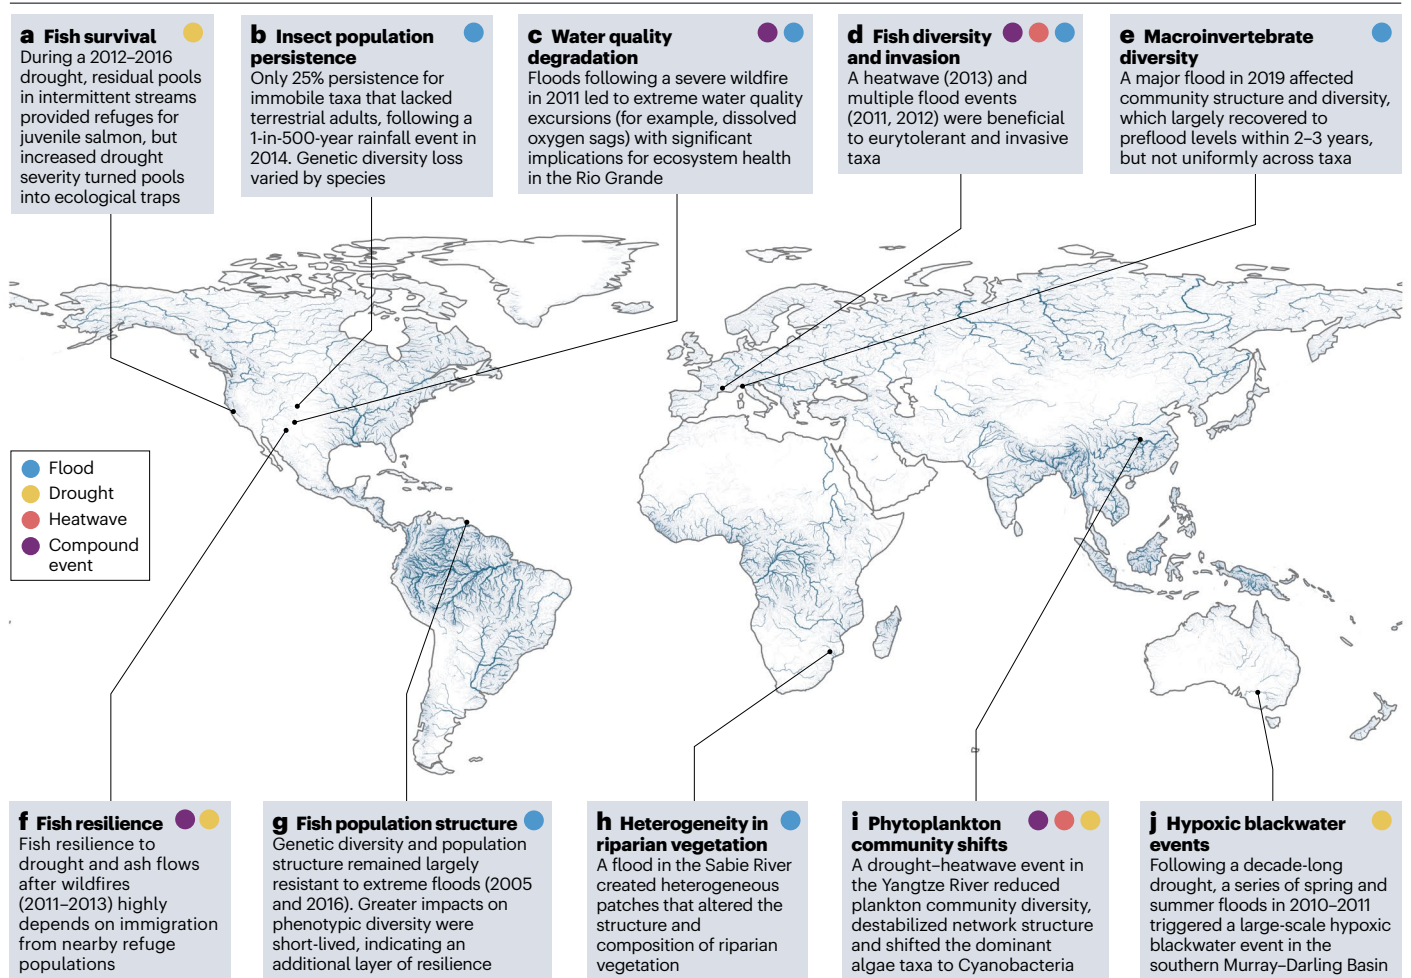 a Fish survival
During a 2012–2016
drought, residual pools
in intermittent streams
provided refuges for
juvenile salmon, but
increased drought
severity turned pools
into ecological traps
b Insect population
persistence
Only 25% persistence for
immobile taxa that lacked
terrestrial adults, following a
1-in-500-year rainfall event in
2014. Genetic diversity loss
varied by species
c Water quality
degradation
Floods following a severe wildfire
in 2011 led to extreme water quality
excursions (for example, dissolved
oxygen sags) with significant
implications for ecosystem health
in the Rio Grande
d Fish diversity
and invasion
A heatwave (2013) and
multiple flood events
(2011, 2012) were beneficial
to eurytolerant and invasive
taxa
e Macroinvertebrate
diversity
A major flood in 2019 affected
community structure and diversity,
which largely recovered to
preflood levels within 2–3 years,
but not uniformly across taxa
Flood
Drought
Heatwave
Compound
event
f Fish resilience
Fish resilience to
drought and ash flows
after wildfires
(2011–2013) highly
depends on immigration
from nearby refuge
populations
g Fish population structure
Genetic diversity and population
structure remained largely
resistant to extreme floods (2005
and 2016). Greater impacts on
phenotypic diversity were
short-lived, indicating an
additional layer of resilience
h Heterogeneity in
riparian vegetation
A flood in the Sabie River
created heterogeneous
patches that altered the
structure and
composition of riparian
vegetation
i Phytoplankton
community shifts
A drought–heatwave event in
the Yangtze River reduced
plankton community diversity,
destabilized network structure
and shifted the dominant
algae taxa to Cyanobacteria
j Hypoxic blackwater
events
Following a decade-long
drought, a series of spring and
summer floods in 2010–2011
triggered a large-scale hypoxic
blackwater event in the
southern Murray–Darling Basin